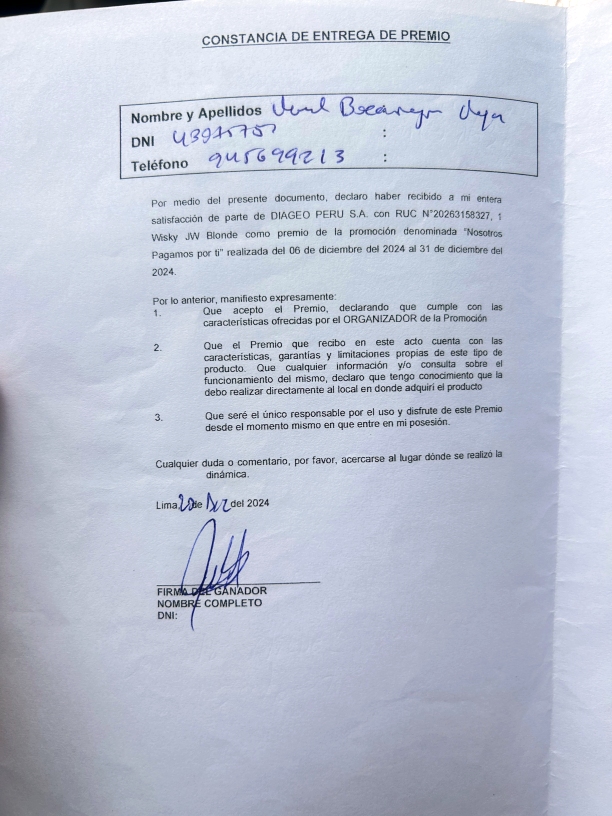 CONSTANCIA DE ENTREGA DE PREMIO
Nombre y Apellidos
DNI :
Teléfono 945699213 :
Por medio del presente documento, declaro haber recibido a mi entera
satisfacción de parte de DIAGEO PERU S.A. con RUC N°20263158327, 1
Wisky JW Blonde como premio de la promoción denominada "Nosotros
Pagamos por ti" realizada del 06 de diciembre del 2024 al 31 de diciembre del
2024.
Por lo anterior, manifiesto expresamente:
1. Que acepto el Premio, declarando que cumple con las
características ofrecidas por el ORGANIZADOR de la Promoción
2. Que el Premio que recibo en este acto cuenta con las
características, garantías y limitaciones propias de este tipo de
producto. Que cualquier información y/o consulta sobre el
funcionamiento del mismo, declaro que tengo conocimiento que la
debo realizar directamente al local en donde adquirí el producto
3. Que seré el único responsable por el uso y disfrute de este Premio
desde el momento mismo en que entre en mi posesión.
Cualquier duda o comentario, por favor, acercarse al lugar dónde se realizó la
dinámica.
Lima, 20 de Dic del 2024
FIRMA DEL GANADOR
NOMBRE COMPLETO
DNI: